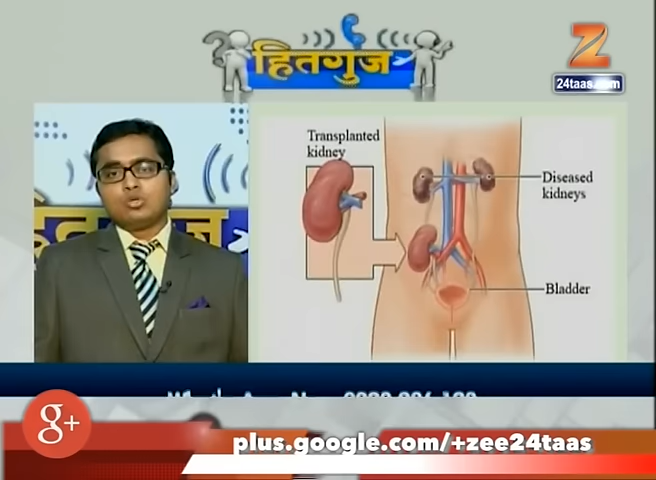 हितगुज
24taas.com
Transplanted
kidney
Diseased
kidneys
Bladder
g+
plus.google.com/+zee24taas